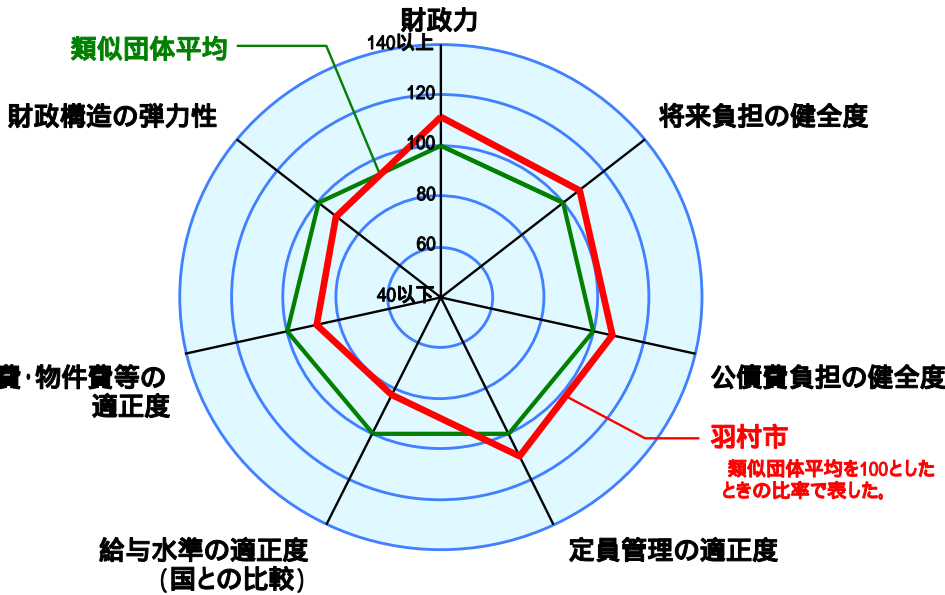 財政力
140以上
類似団体平均
120
財政構造の弾力性
将来負担の健全度
100
80
60
40以下
費・物件費等の
適正度
公債費負担の健全度
羽村市
類似団体平均を100とした
ときの比率で表した。
給与水準の適正度
(国との比較)
定員管理の適正度